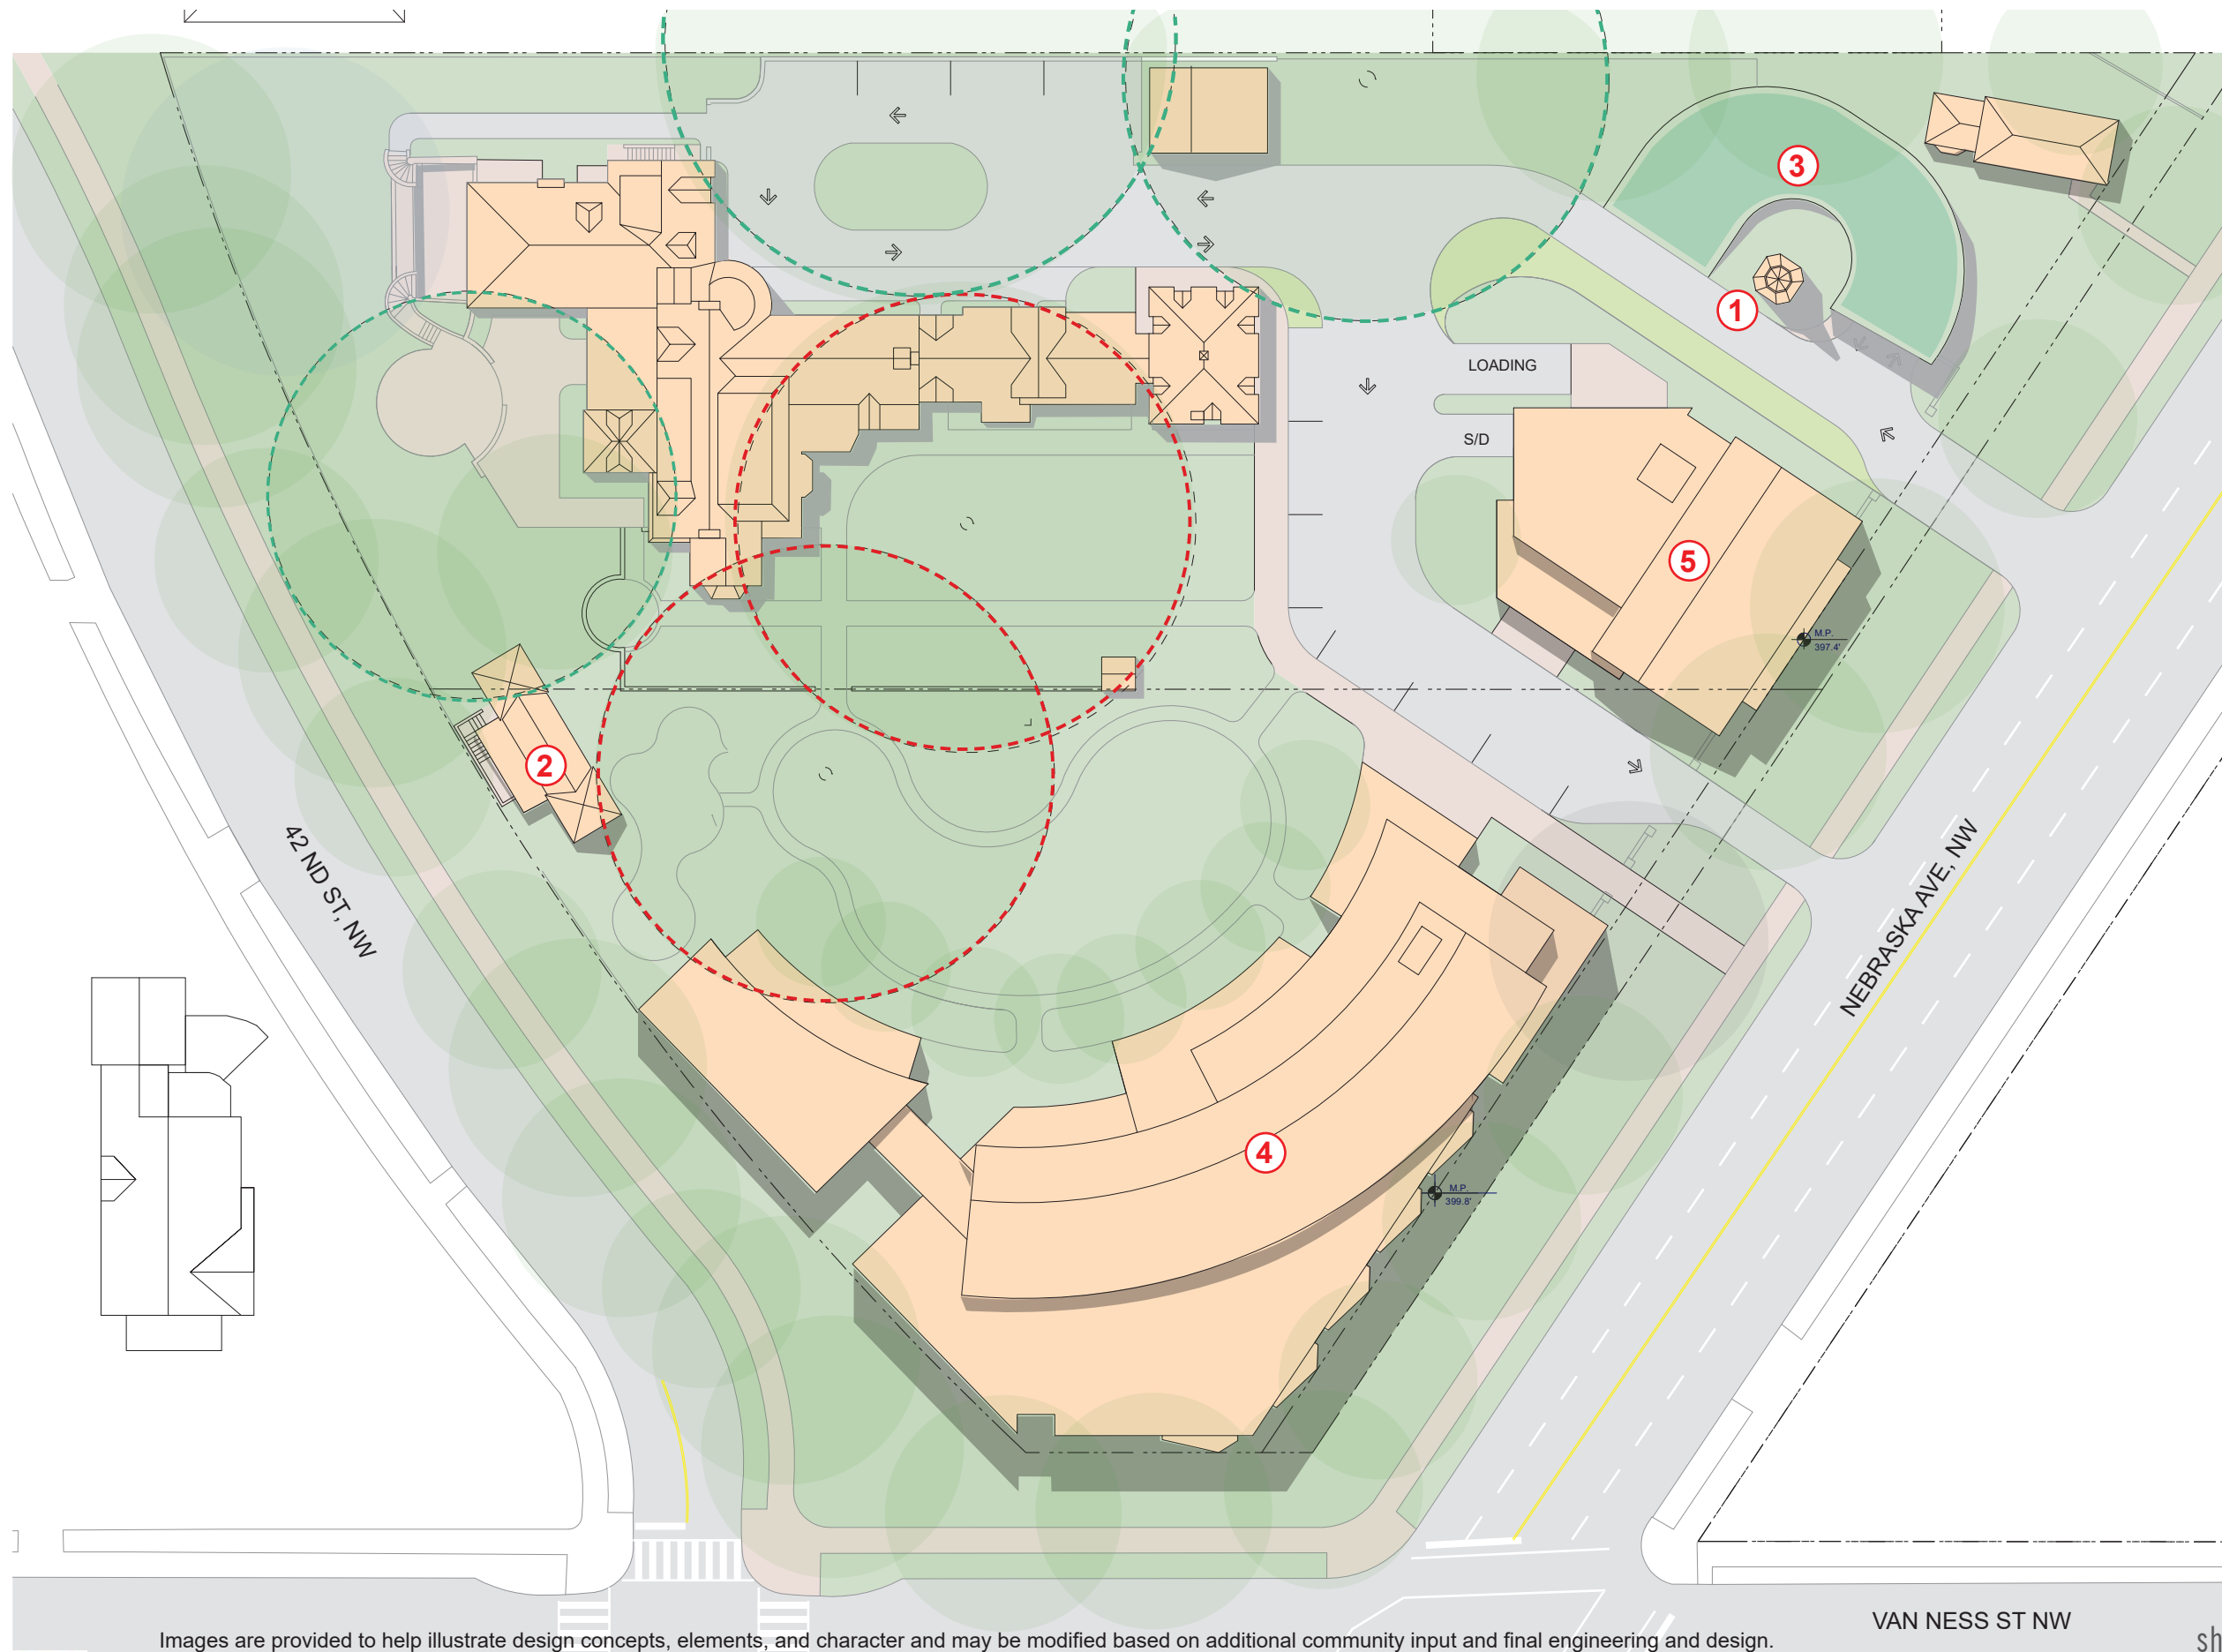 3
1
LOADING
S/D
5
M.P.
397.4'
2
42 ND ST, NW
NEBRASKA AVE, NW
4
M.P.
399.8'
VAN NESS ST NW
Images are provided to help illustrate design concepts, elements, and character and may be modified based on additional community input and final engineering and design.